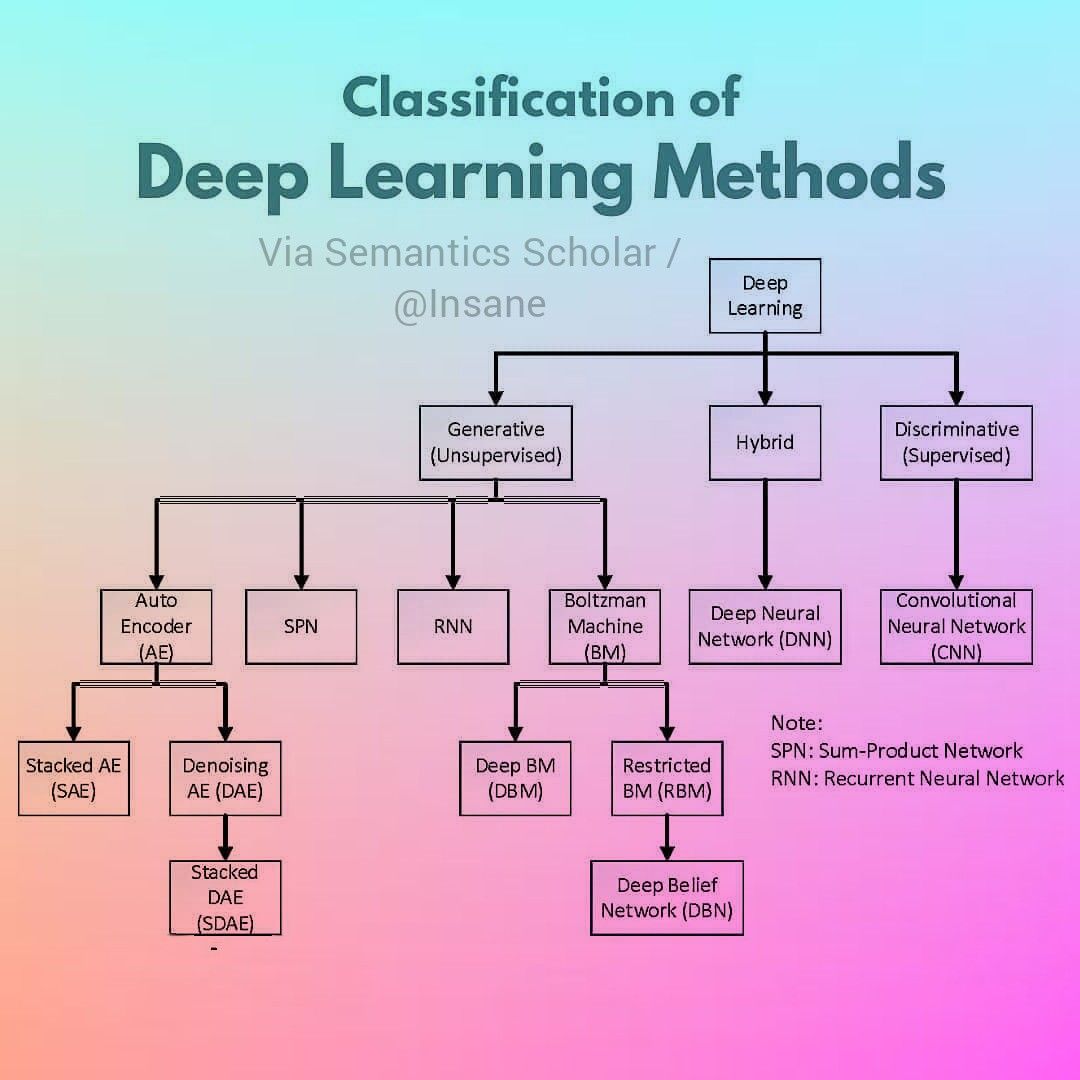 Classification of
Deep Learning Methods
Via Semantics Scholar /
@Insane
Deep
Learning
Generative
(Unsupervised)
Hybrid
Discriminative
(Supervised)
Auto
Encoder
(AE)
SPN
RNN
Boltzman
Machine
(BM)
Deep Neural
Network (DNN)
Convolutional
Neural Network
(CNN)
Stacked AE
(SAE)
Denoising
AE (DAE)
Deep BM
(DBM)
Restricted
BM (RBM)
Note:
SPN: Sum-Product Network
RNN: Recurrent Neural Network
Stacked
DAE
(SDAE)
Deep Belief
Network (DBN)